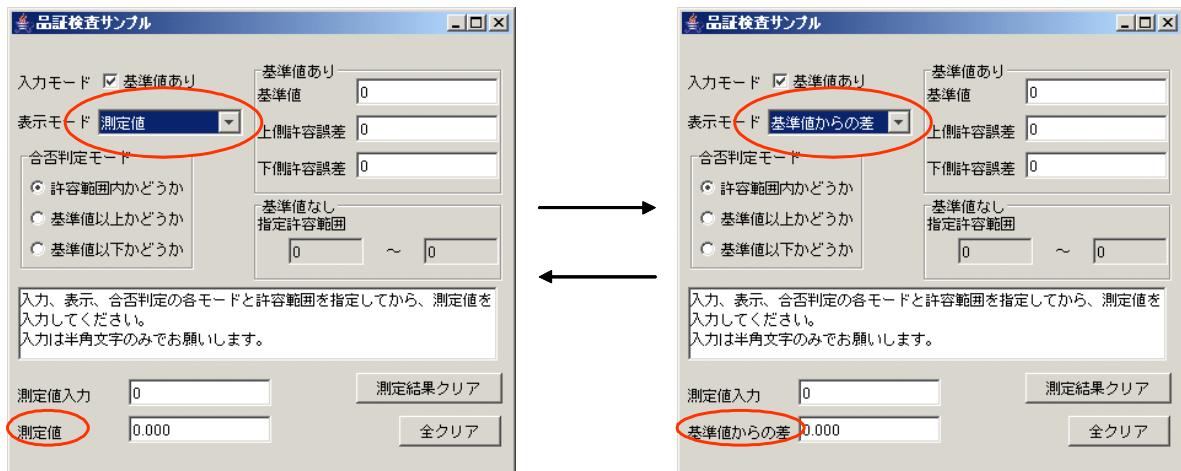 品証検査サンプル
入力モード 基準値あり
表示モード 測定値
合否判定モード
許容範囲内かどうか
基準値以上かどうか
基準値以下かどうか
基準値あり
基準値 0
上側許容誤差 0
下側許容誤差 0
基準値なし
指定許容範囲
0 ～ 0
入力、表示、合否判定の各モードと許容範囲を指定してから、測定値を
入力してください。
入力は半角文字のみでお願いします。
測定値入力 0 測定結果クリア
測定値 0.000 全クリア
品証検査サンプル
入力モード 基準値あり
表示モード 基準値からの差
合否判定モード
許容範囲内かどうか
基準値以上かどうか
基準値以下かどうか
基準値あり
基準値 0
上側許容誤差 0
下側許容誤差 0
基準値なし
指定許容範囲
0 ～ 0
入力、表示、合否判定の各モードと許容範囲を指定してから、測定値を
入力してください。
入力は半角文字のみでお願いします。
測定値入力 0 測定結果クリア
基準値からの差 0.000 全クリア